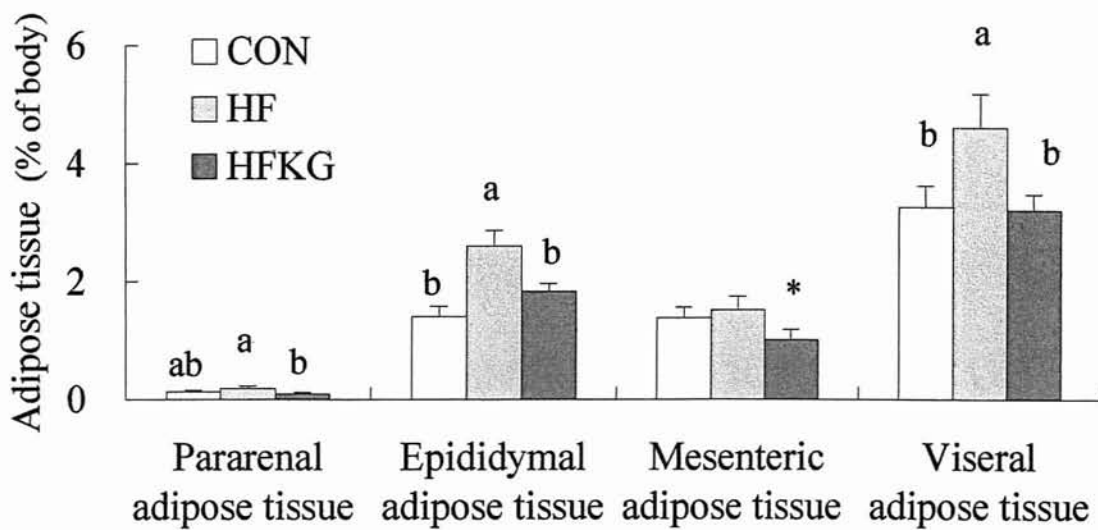 Adipose tissue (% of body)
6
4
2
0
CON
HF
HFKG
ab
a
b
b
a
b
*
b
a
b
Pararenal
adipose tissue
Epididymal
adipose tissue
Mesenteric
adipose tissue
Viseral
adipose tissue